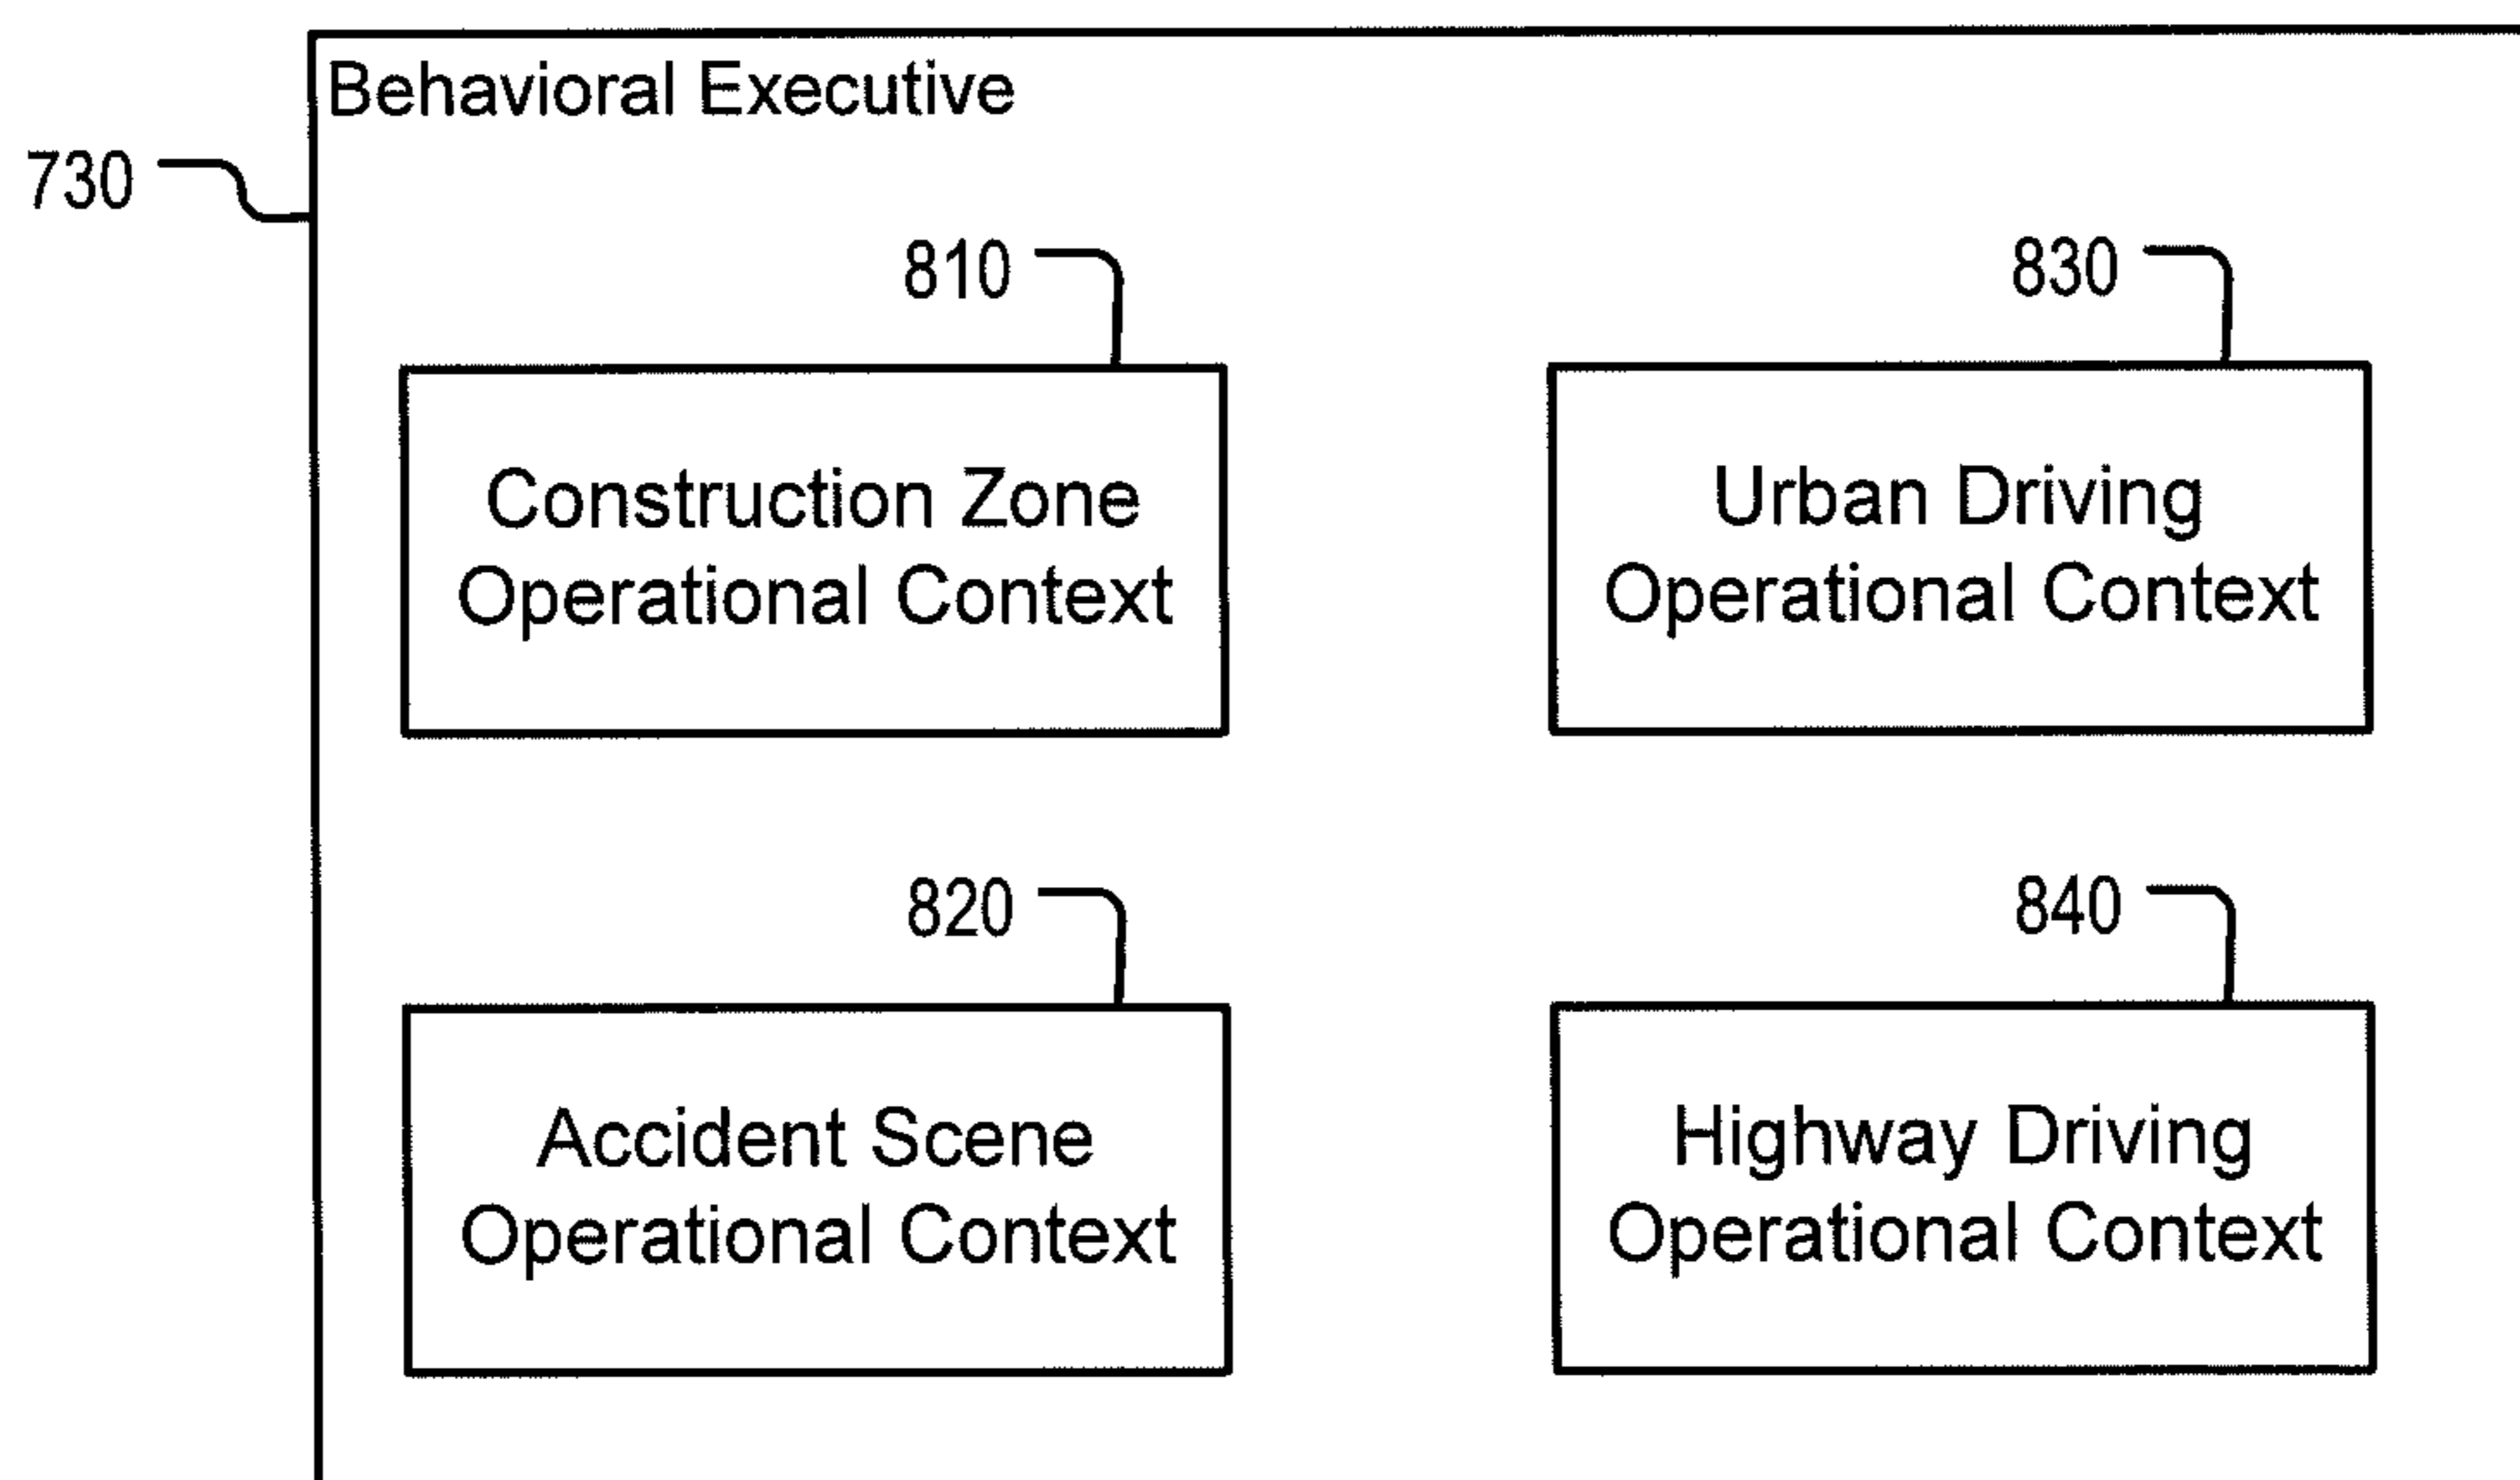 Behavioral Executive
730
810
830
Construction Zone
Operational Context
Urban Driving
Operational Context
820
840
Accident Scene
Operational Context
Highway Driving
Operational Context